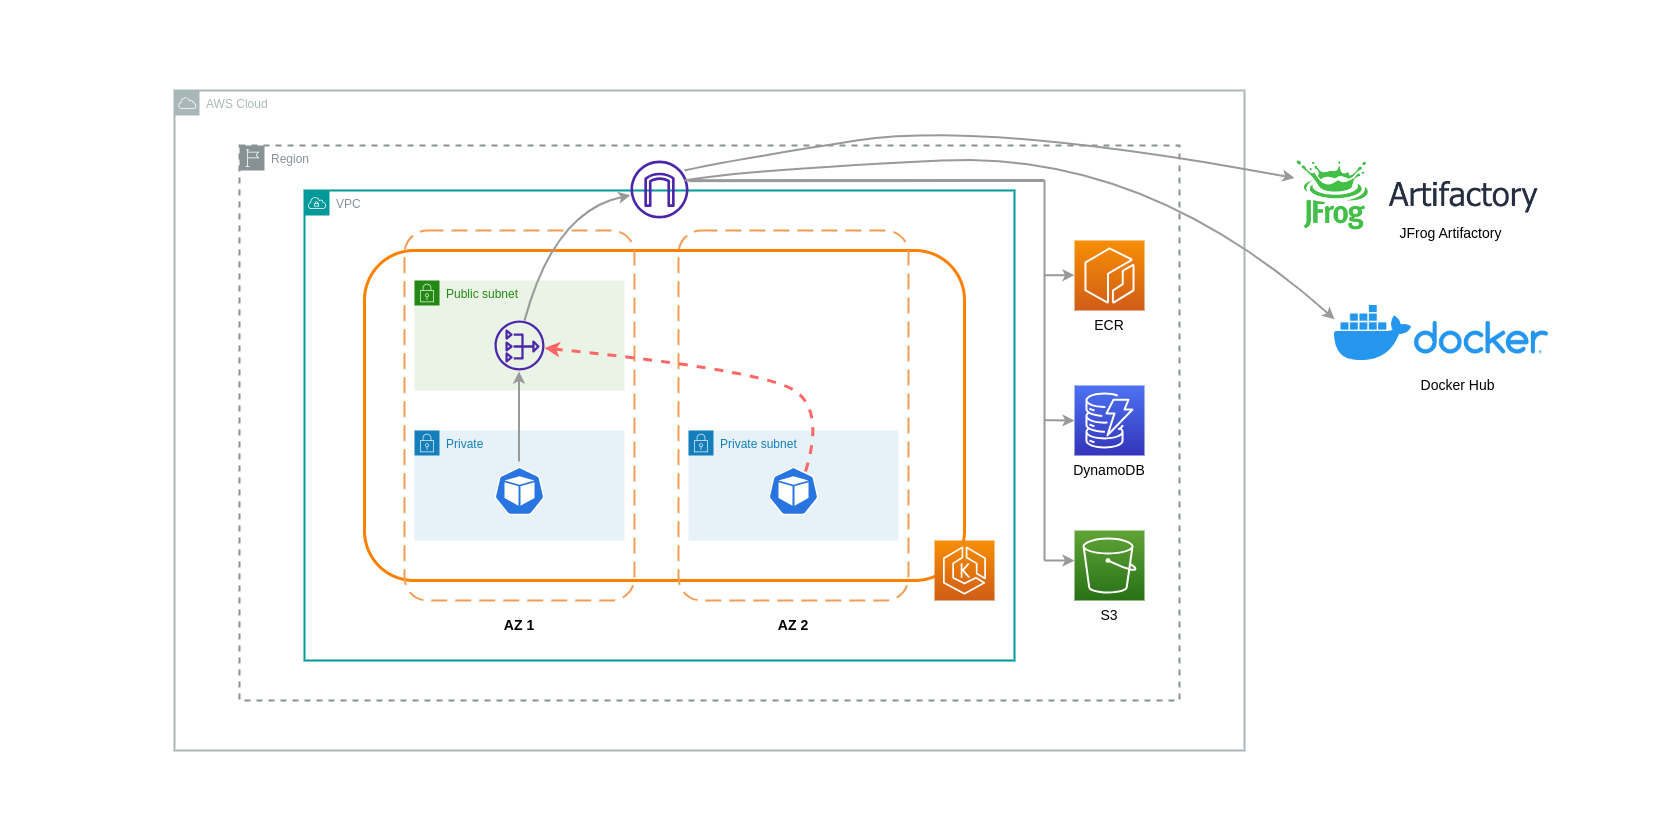 AWS Cloud
Region
VPC
JFrog
Artifactory
JFrog Artifactory
Public subnet
ECR
docker
Docker Hub
Private
Private subnet
DynamoDB
K
S3
AZ 1
AZ 2